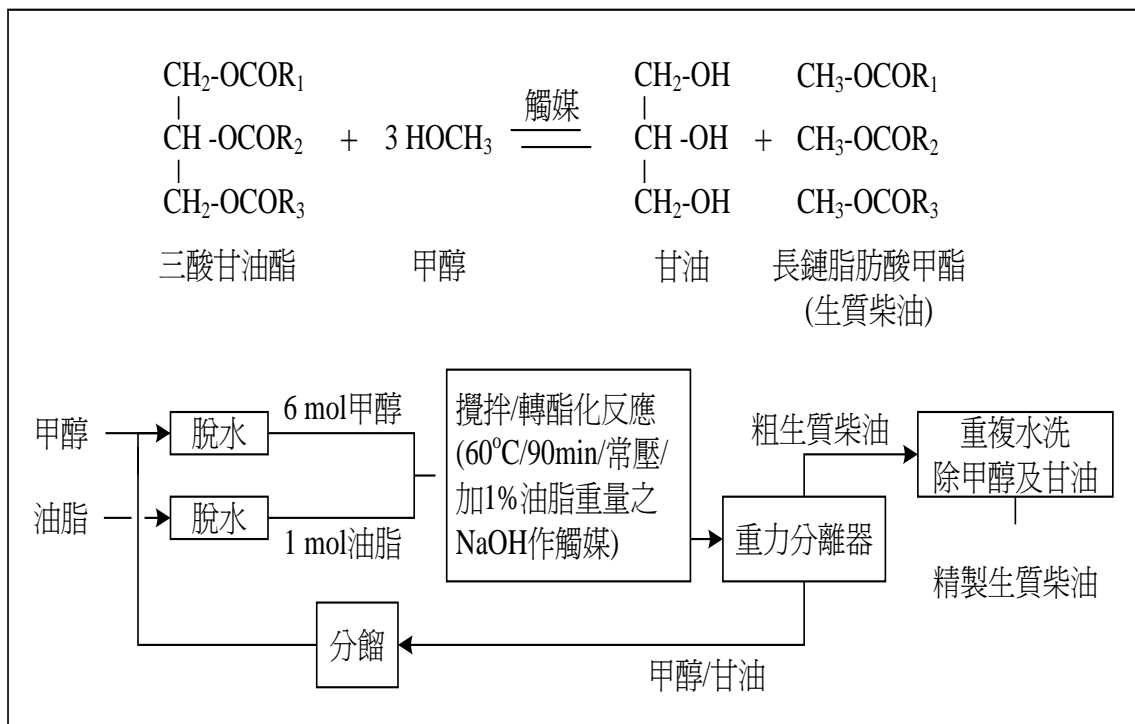 CH₂-OCOR₁ CH₂-OH CH₃-OCOR₁
觸媒
CH -OCOR₂ + 3 HOCH₃ CH -OH + CH₃-OCOR₂
CH₂-OCOR₃ CH₂-OH CH₃-OCOR₃
三酸甘油酯 甲醇 甘油 長鏈脂肪酸甲酯
(生質柴油)
甲醇
脫水
6 mol甲醇
油脂
脫水
1 mol油脂
攪拌/轉酯化反應
(60°C/90min/常壓/
加1%油脂重量之
NaOH作觸媒)
粗生質柴油
重力分離器
重複水洗
除甲醇及甘油
精製生質柴油
分餾
甲醇/甘油